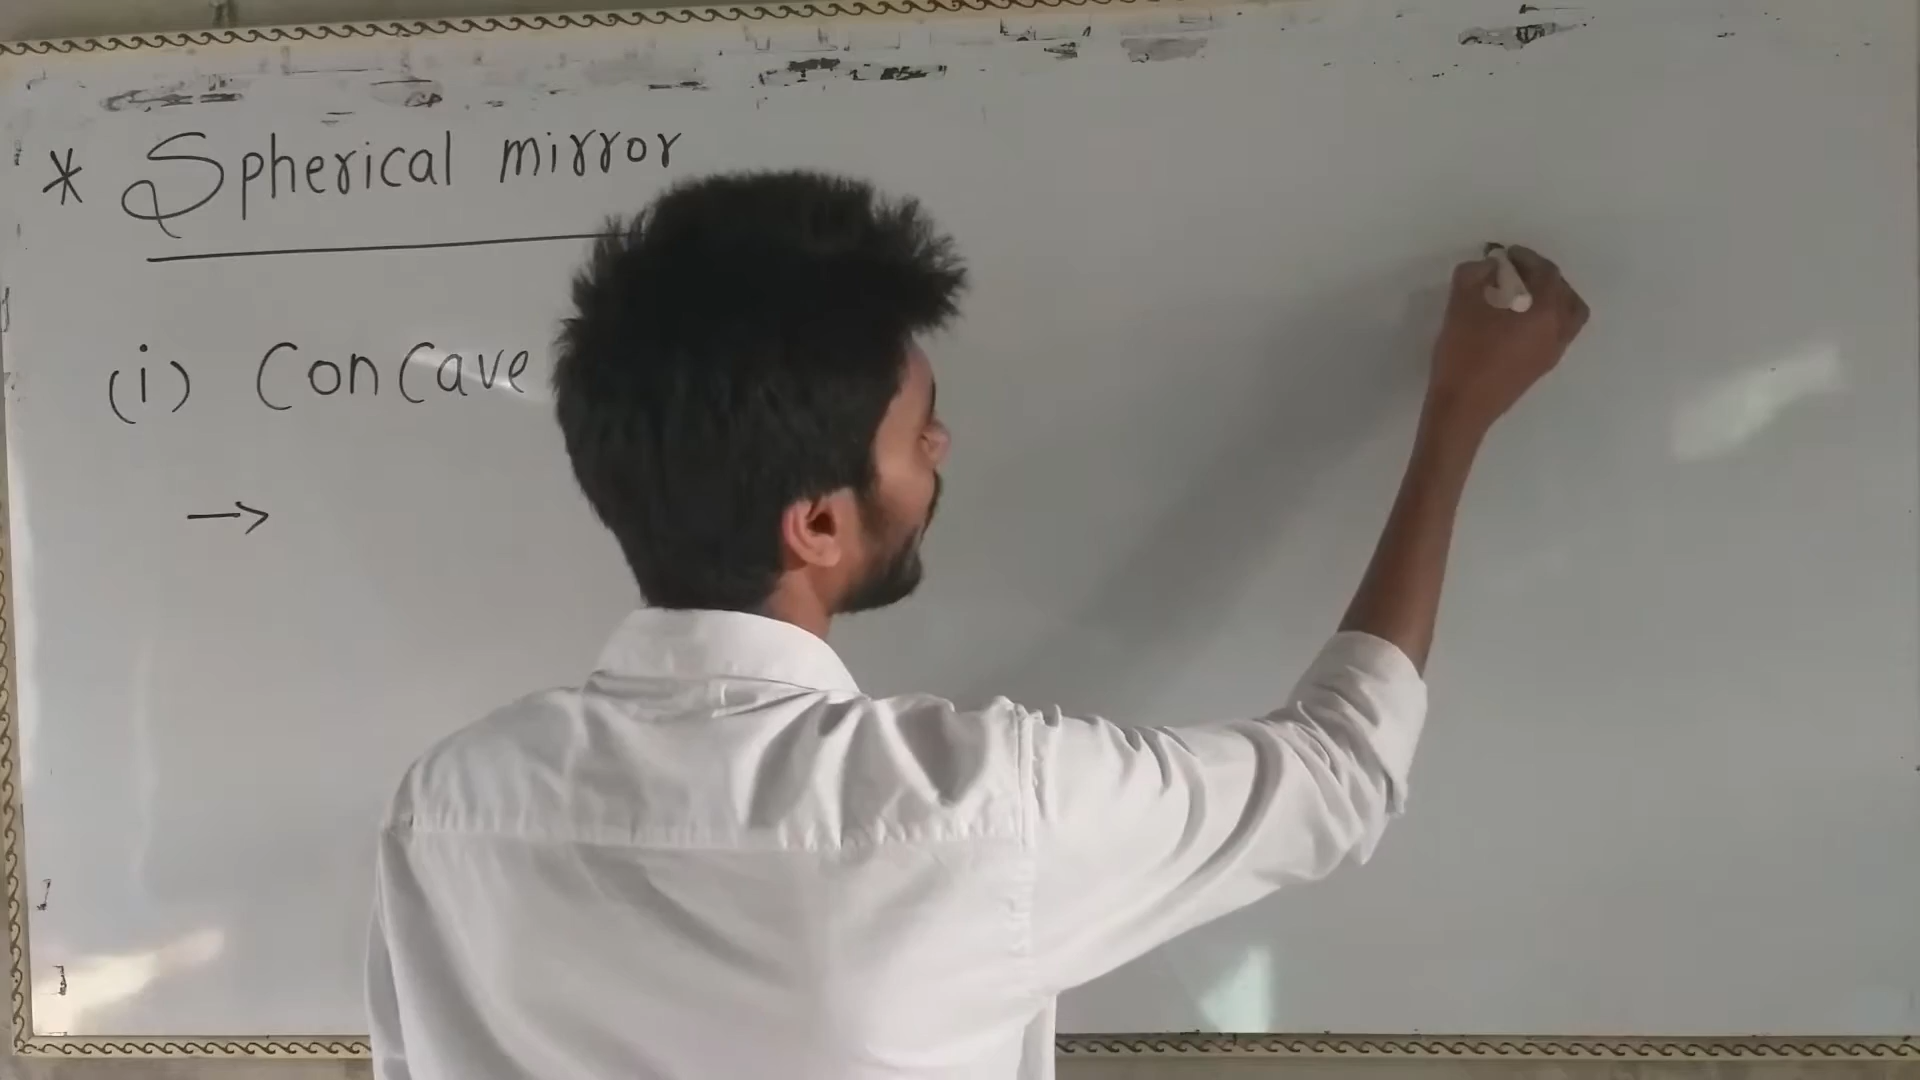 * Spherical mirror
(i) Concave
→